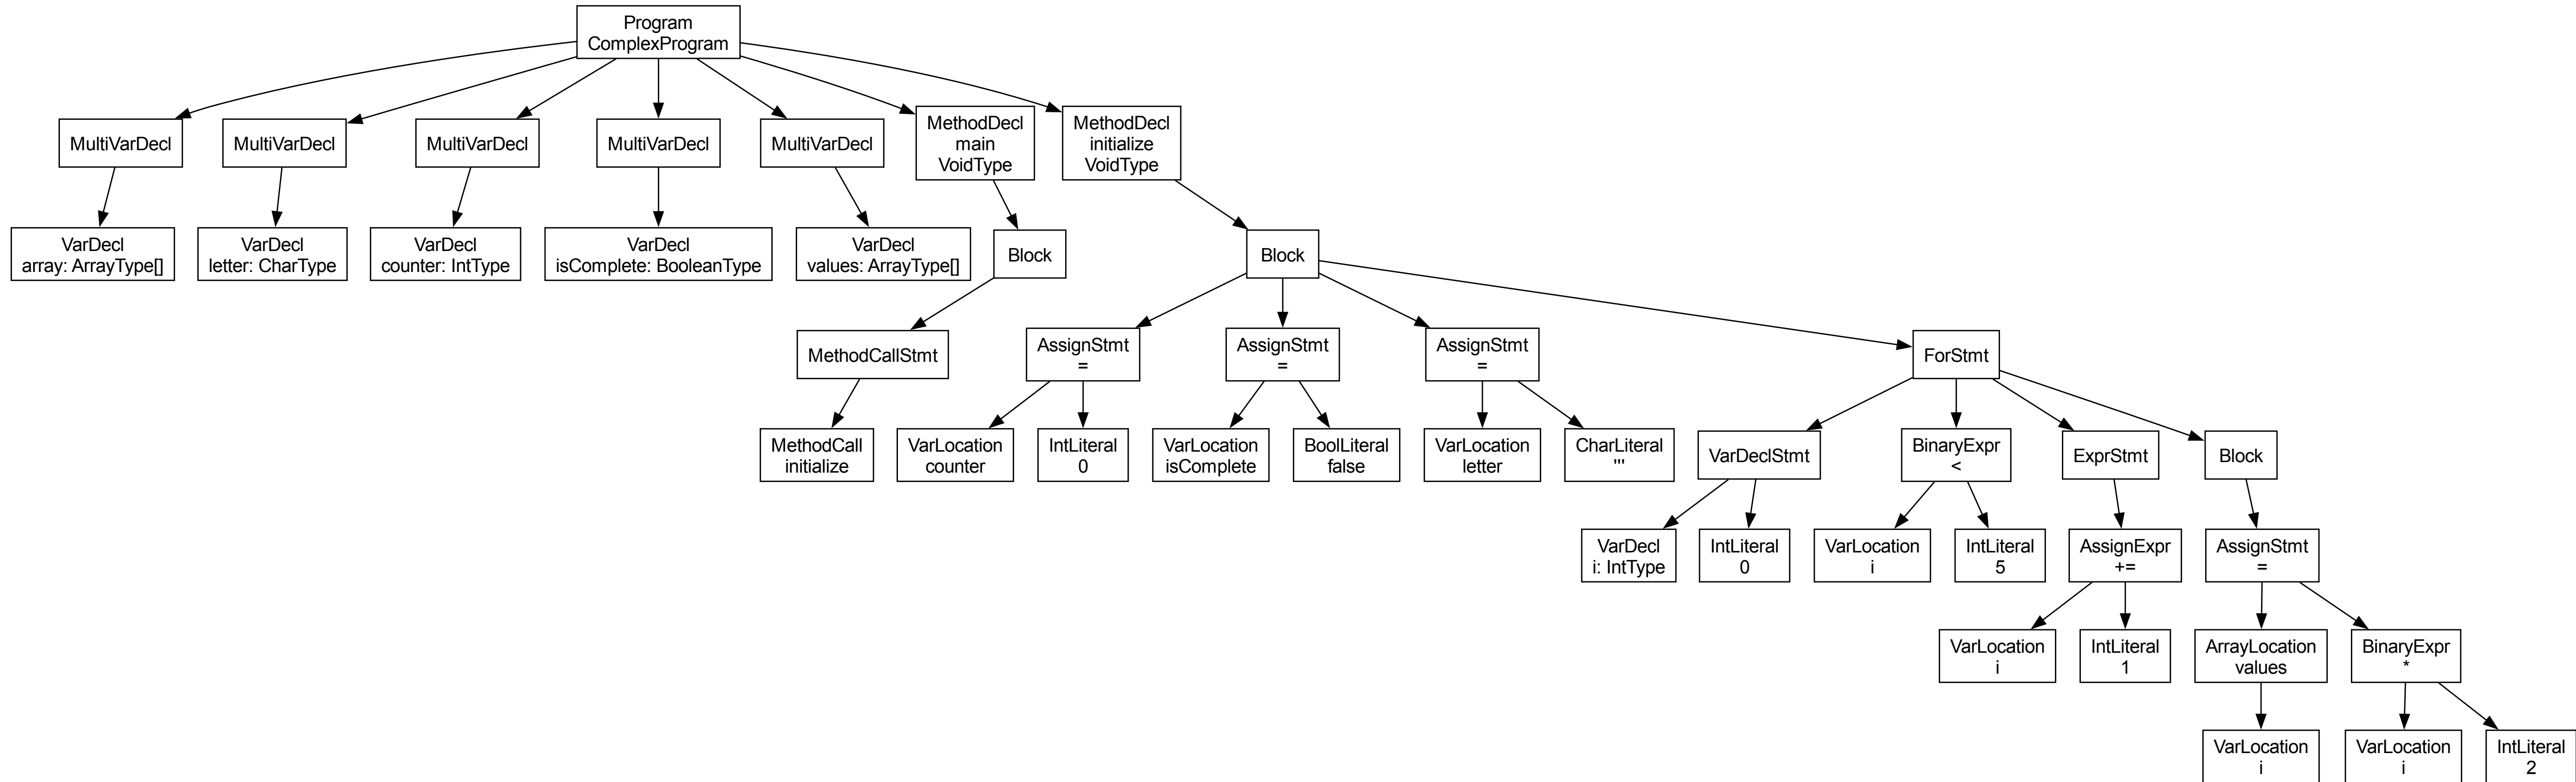 Program
ComplexProgram
MultiVarDecl
MultiVarDecl
MultiVarDecl
MultiVarDecl
MultiVarDecl
MethodDecl
main
VoidType
MethodDecl
initialize
VoidType
VarDecl
array: ArrayType[]
VarDecl
letter: CharType
VarDecl
counter: IntType
VarDecl
isComplete: BooleanType
VarDecl
values: ArrayType[]
Block
Block
MethodCallStmt
AssignStmt
=
AssignStmt
=
AssignStmt
=
ForStmt
MethodCall
initialize
VarLocation
counter
IntLiteral
0
VarLocation
isComplete
BoolLiteral
false
VarLocation
letter
CharLiteral
'''
VarDeclStmt
BinaryExpr
<
ExprStmt
Block
VarDecl
i: IntType
IntLiteral
0
VarLocation
i
IntLiteral
5
AssignExpr
+=
AssignStmt
=
VarLocation
i
IntLiteral
1
ArrayLocation
values
BinaryExpr
*
VarLocation
i
VarLocation
i
IntLiteral
2